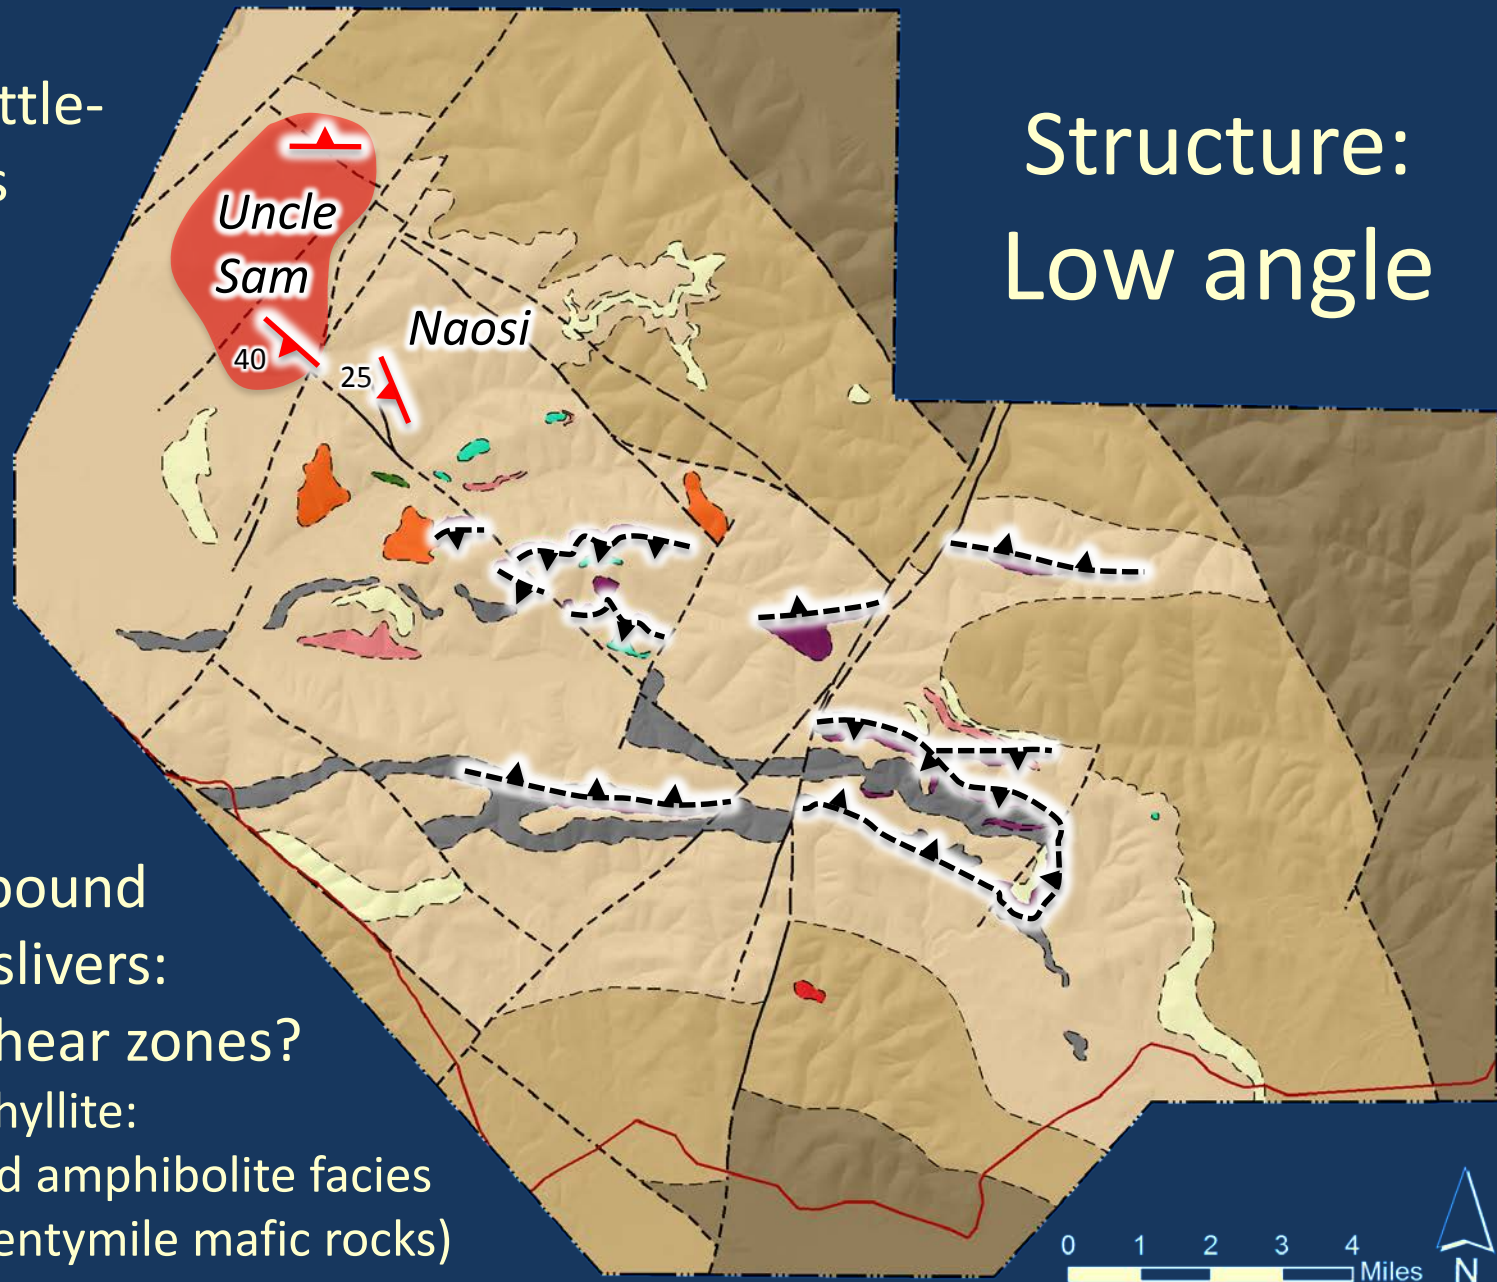 ttle-
s
Structure:
Low angle
Uncle
Sam
Naosi
40
25
bound
slivers:
hear zones?
hyllite:
d amphibolite facies
entymile mafic rocks)
0 1 2 3 4
Miles
N